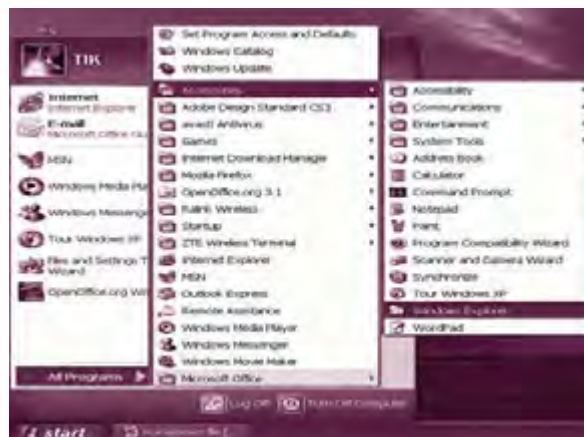 TIK
Internet
Internet Explorer
E-mail
Microsoft Office
MSN
Windows Media Pla
Windows Messenge
Tour Windows XP
Files and Settings T
Wizard
OpenOffice.org Wri
All Programs
Set Program Access and Defaults
Windows Catalog
Windows Update
Accessories
Adobe Design Standard CS3
avast! Antivirus
Games
Internet Download Manager
Mozilla Firefox
OpenOffice.org 3.1
Ralink Wireless
Startup
ZTE Wireless Terminal
Internet Explorer
MSN
Outlook Express
Remote Assistance
Windows Media Player
Windows Messenger
Windows Movie Maker
Microsoft Office
Accessibility
Communications
Entertainment
System Tools
Address Book
Calculator
Command Prompt
Notepad
Paint
Program Compatibility Wizard
Scanner and Camera Wizard
Synchronize
Tour Windows XP
Windows Explorer
WordPad
Log Off
Turn Off Computer
start